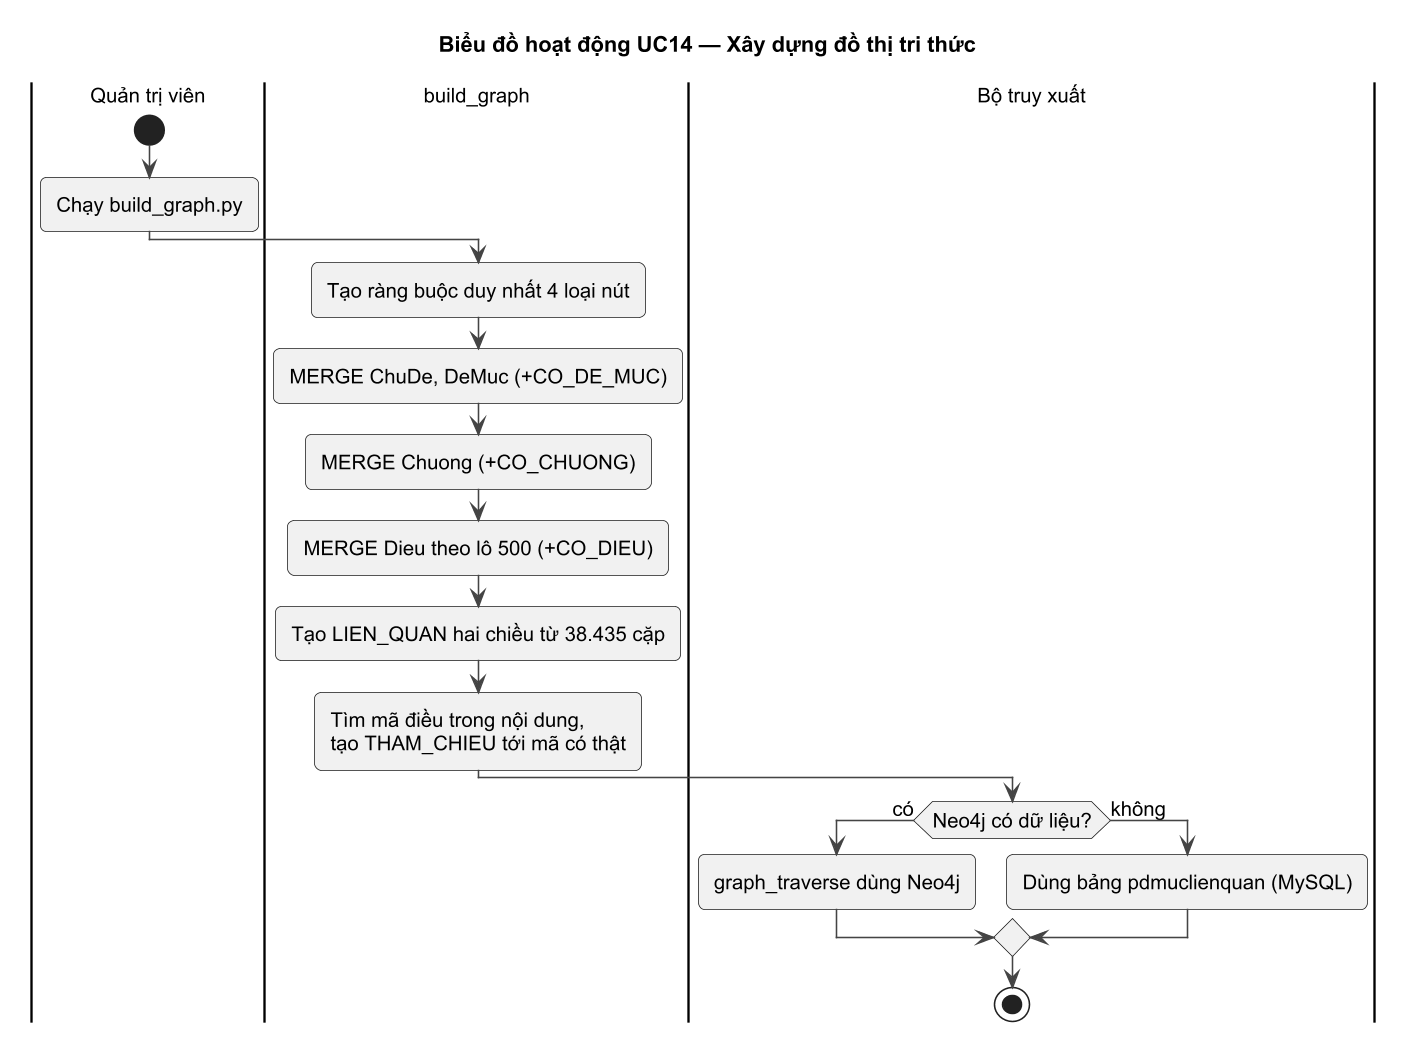 Biểu đồ hoạt động UC14 — Xây dựng đồ thị tri thức
Quản trị viên
build_graph
Bộ truy xuất
Chạy build_graph.py
Tạo ràng buộc duy nhất 4 loại nút
MERGE ChuDe, DeMuc (+CO_DE_MUC)
MERGE Chuong (+CO_CHUONG)
MERGE Dieu theo lô 500 (+CO_DIEU)
Tạo LIEN_QUAN hai chiều từ 38.435 cặp
Tìm mã điều trong nội dung,
tạo THAM_CHIEU tới mã có thật
có
Neo4j có dữ liệu?
không
graph_traverse dùng Neo4j
Dùng bảng pdmuclienquan (MySQL)